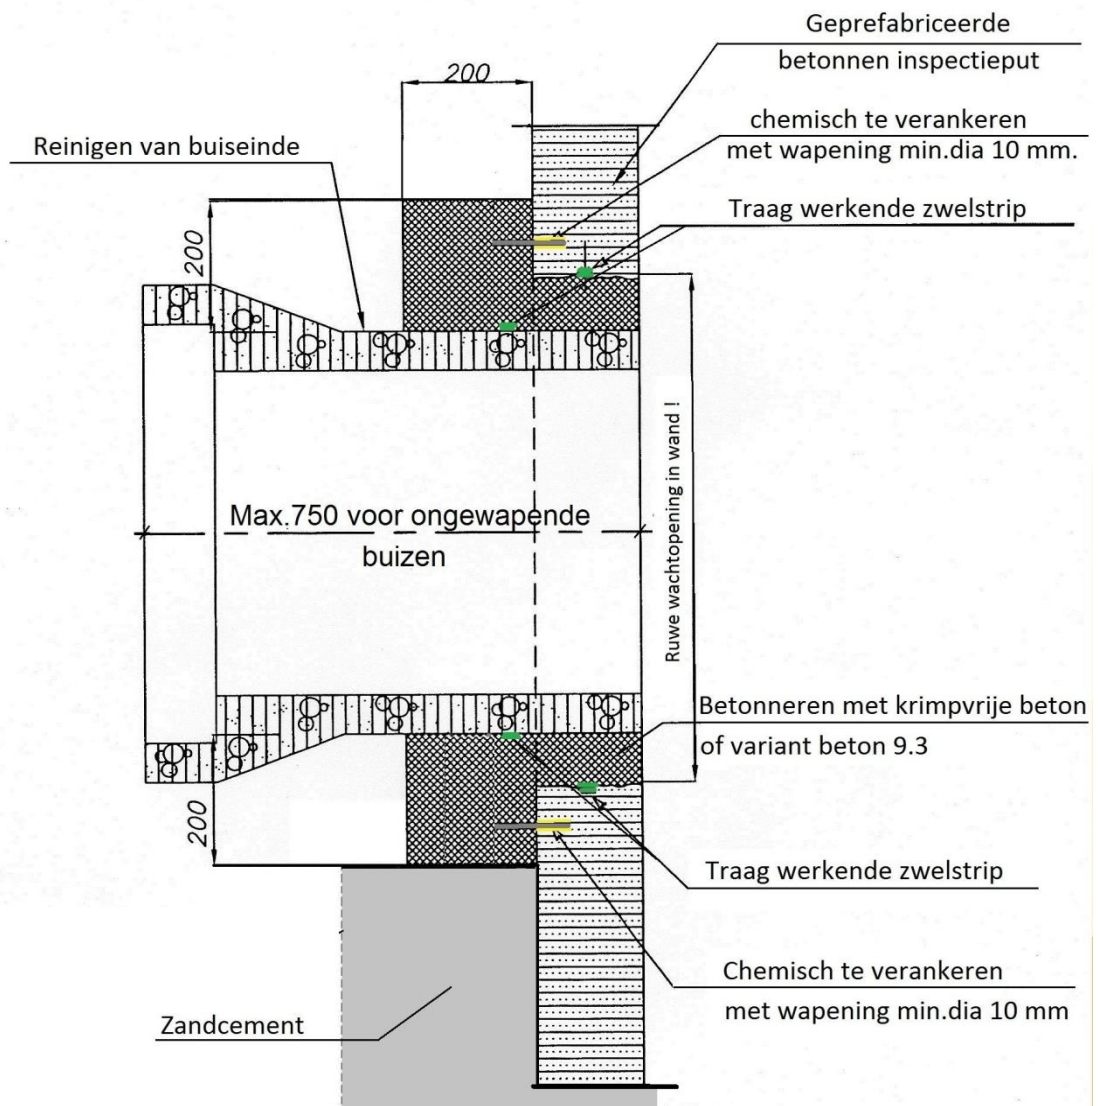 Geprefabriceerde
betonnen inspectieput
200
chemisch te verankeren
met wapening min.dia 10 mm.
Reinigen van buiseinde
Traag werkende zwelstrip
200
Ruwe wachtopening in wand !
Max.750 voor ongewapende
buizen
Betonneren met krimpvrije beton
of variant beton 9.3
200
Traag werkende zwelstrip
Chemisch te verankeren
met wapening min.dia 10 mm
Zandcement